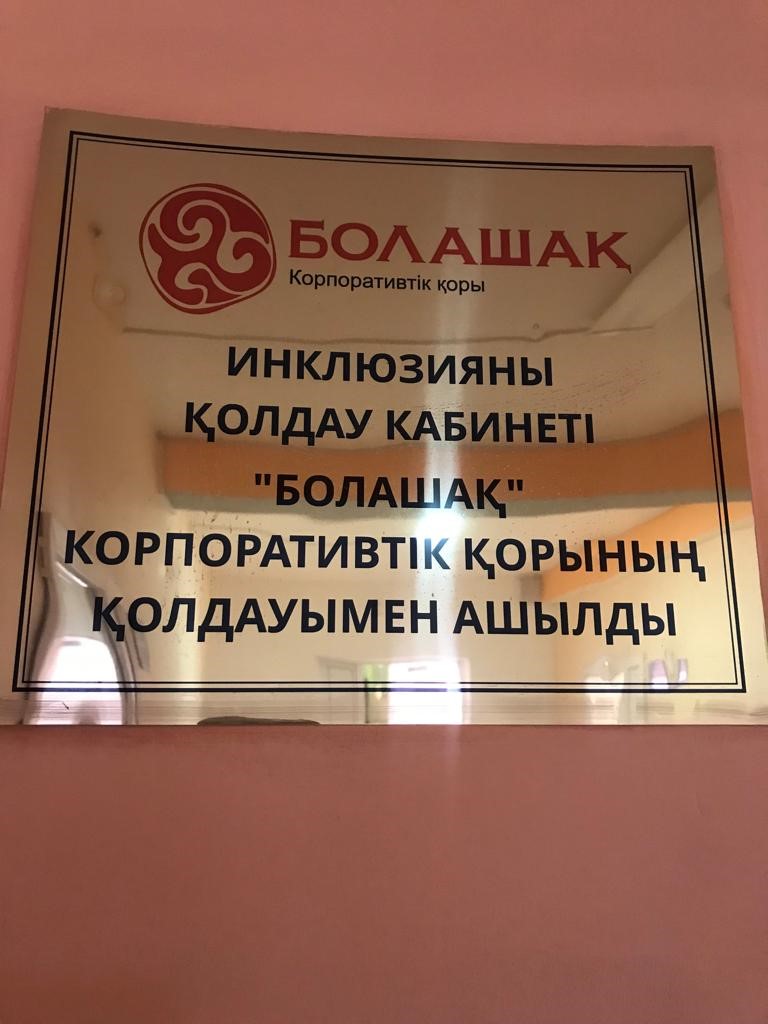 БОЛАШАҚ
Корпоративтік қоры
ИНКЛЮЗИЯНЫ
ҚОЛДАУ КАБИНЕТІ
"БОЛАШАҚ"
КОРПОРАТИВТІК ҚОРЫНЫҢ
ҚОЛДАУЫМЕН АШЫЛДЫ